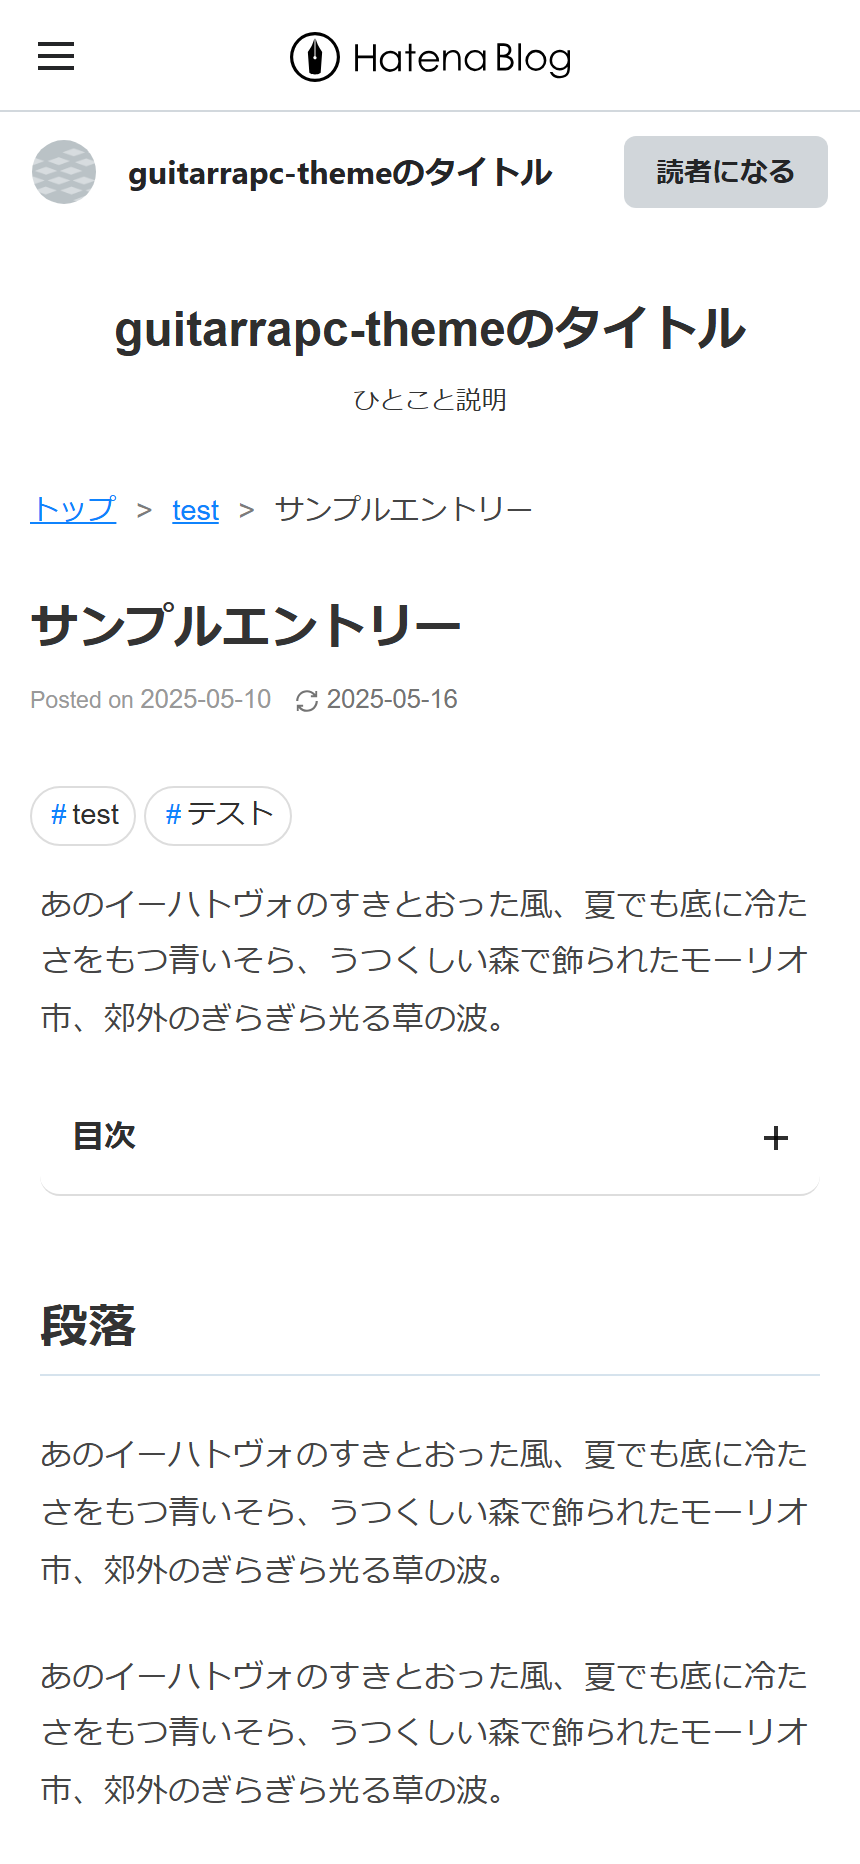 Hatena Blog
guitarrapc-themeのタイトル
読者になる
guitarrapc-themeのタイトル
ひとこと説明
トップ > test > サンプルエントリー
サンプルエントリー
Posted on 2025-05-10 2025-05-16
#test #テスト
あのイーハトヴォのすきとおった風、夏でも底に冷た
さをもつ青いそら、うつくしい森で飾られたモーリオ
市、郊外のぎらぎら光る草の波。
目次
段落
あのイーハトヴォのすきとおった風、夏でも底に冷た
さをもつ青いそら、うつくしい森で飾られたモーリオ
市、郊外のぎらぎら光る草の波。
あのイーハトヴォのすきとおった風、夏でも底に冷た
さをもつ青いそら、うつくしい森で飾られたモーリオ
市、郊外のぎらぎら光る草の波。